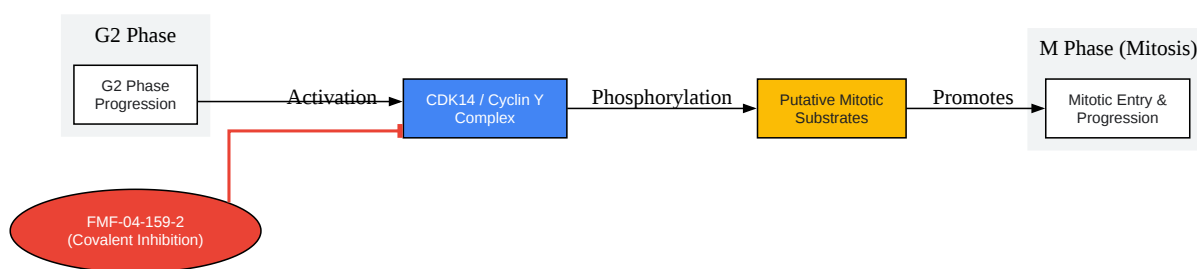 G2 Phase
G2 Phase
Progression
Activation
CDK14 / Cyclin Y
Complex
Phosphorylation
Putative Mitotic
Substrates
Promotes
M Phase (Mitosis)
Mitotic Entry &
Progression
FMF-04-159-2
(Covalent Inhibition)